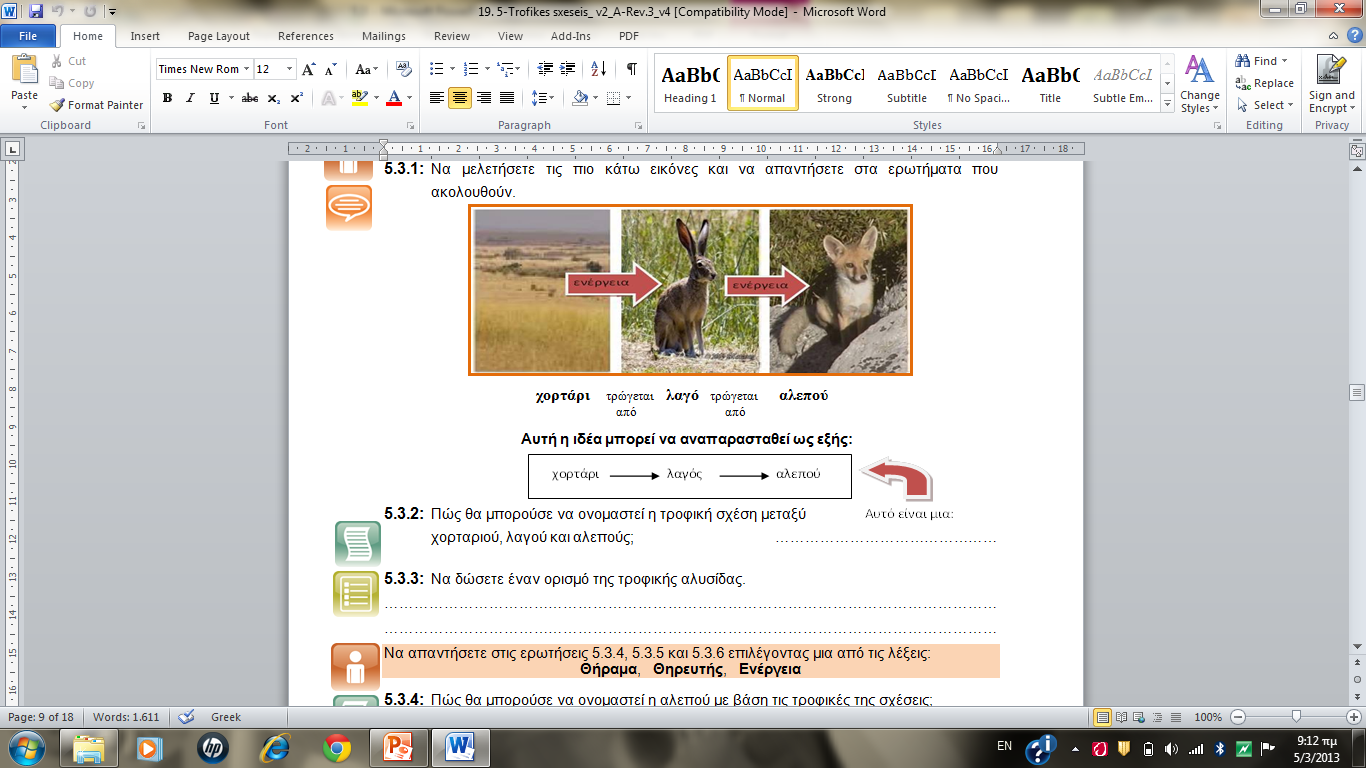 19. 5-Trofikes sxeseis_ v2_A-Rev.3_v4 [Compatibility Mode] - Microsoft Word
File Home Insert Page Layout References Mailings Review View Add-Ins PDF
Paste
Cut
Copy
Format Painter
Clipboard
Times New Rom 12
Font
Paragraph
AaBbC AaBbCcI AaBbCcI AaBbCcI AaBbCcI AaBbC AaBbCcI
Heading 1 ¶ Normal Strong Subtitle ¶ No Spaci... Title Subtle Em...
Styles
Change Styles
Find
Replace
Select
Editing
Sign and Encrypt
Privacy
5.3.1: Να μελετήσετε τις πιο κάτω εικόνες και να απαντήσετε στα ερωτήματα που
ακολουθούν.
ενέργεια ενέργεια
χορτάρι τρώγεται λαγό τρώγεται αλεπού
από από
Αυτή η ιδέα μπορεί να αναπαρασταθεί ως εξής:
χορτάρι λαγός αλεπού
5.3.2: Πώς θα μπορούσε να ονομαστεί η τροφική σχέση μεταξύ Αυτό είναι μια:
χορταριού, λαγού και αλεπούς; ……………………………………
5.3.3: Να δώσετε έναν ορισμό της τροφικής αλυσίδας.
…………………………………………………………………………………………
…………………………………………………………………………………………
Να απαντήσετε στις ερωτήσεις 5.3.4, 5.3.5 και 5.3.6 επιλέγοντας μια από τις λέξεις:
Θήραμα, Θηρευτής, Ενέργεια
5.3.4: Πώς θα μπορούσε να ονομαστεί η αλεπού με βάση τις τροφικές της σχέσεις;
Page: 9 of 18 Words: 1.611 Greek 100%
EN 9:12 πμ
5/3/2013